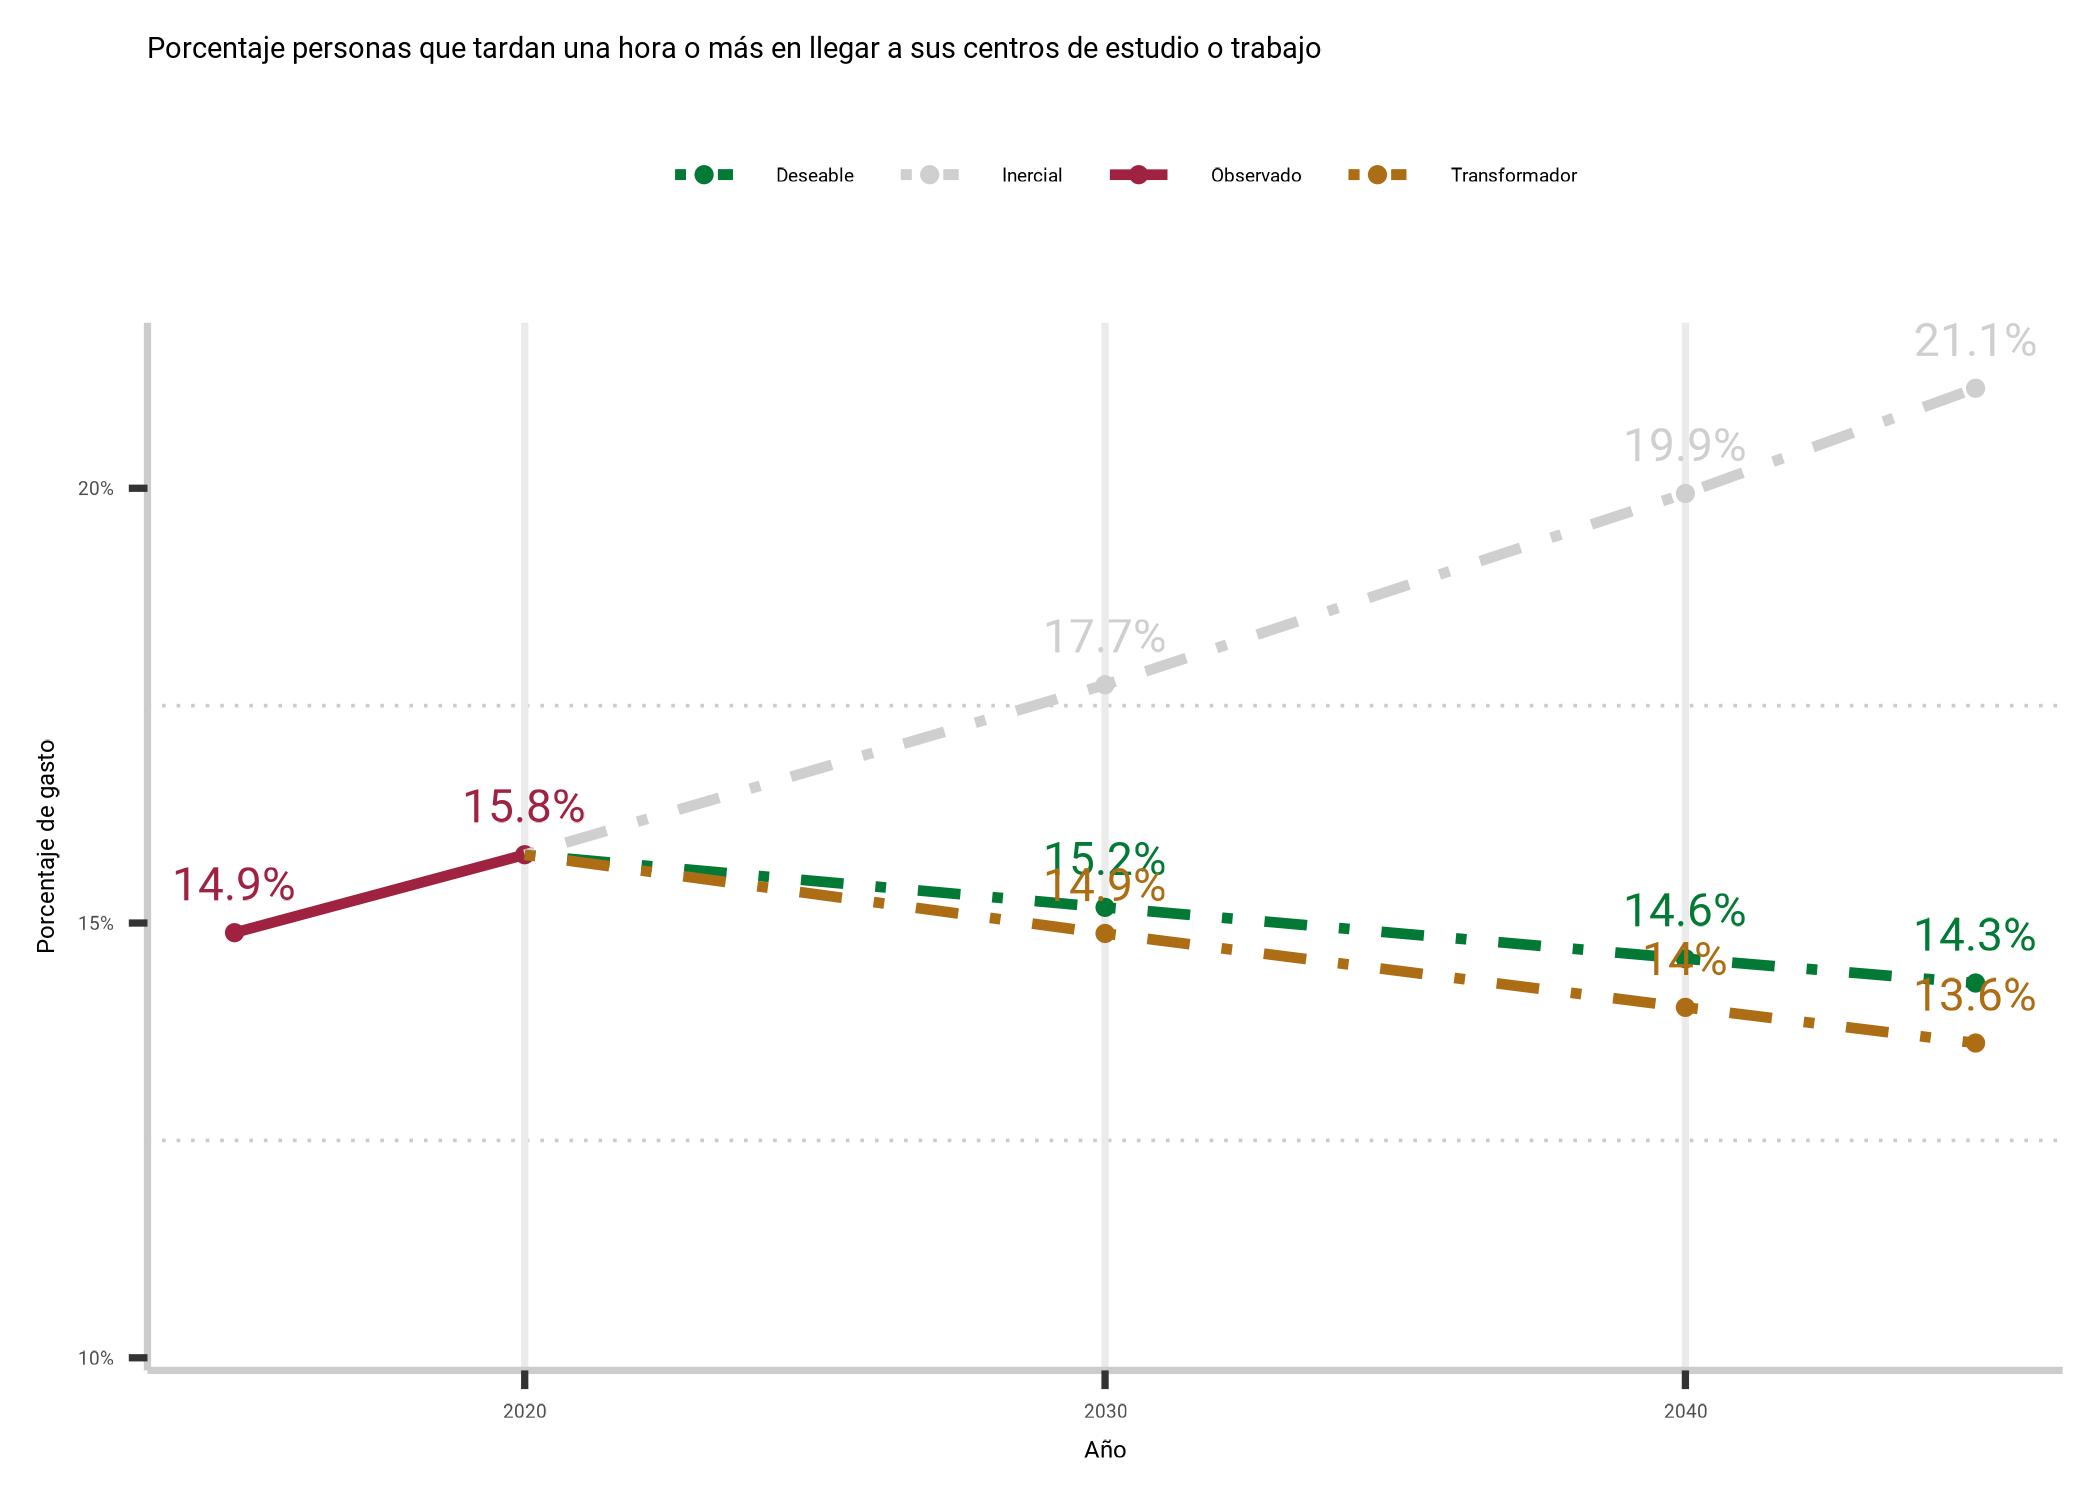 Porcentaje personas que tardan una hora o más en llegar a sus centros de estudio o trabajo
Deseable Inercial Observado Transformador
21.1%
19.9%
20%
17.7%
15.8%
15.2%
14.9%
14.9%
14.6%
14.3%
15%
14%
13.6%
Porcentaje de gasto
10%
2020 2030 2040
Año